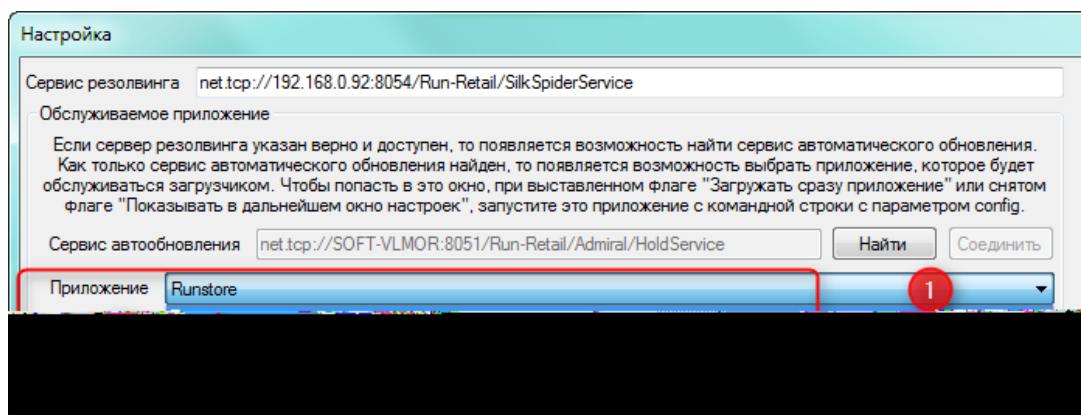 Настройка
Сервис резолвинга net.tcp://192.168.0.92:8054/Run-Retail/SilkSpiderService
Обслуживаемое приложение
Если сервер резолвинга указан верно и доступен, то появляется возможность найти сервис автоматического обновления.
Как только сервис автоматического обновления найден, то появляется возможность выбрать приложение, которое будет
обслуживаться загрузчиком. Чтобы попасть в это окно, при выставленном флаге "Загружать сразу приложение" или снятом
флаге "Показывать в дальнейшем окно настроек", запустите это приложение с командной строки с параметром config.
Сервис автообновления net.tcp://SOFT-VLMOR:8051/Run-Retail/Admiral/HoldService Найти Соединить
Приложение Runstore 1